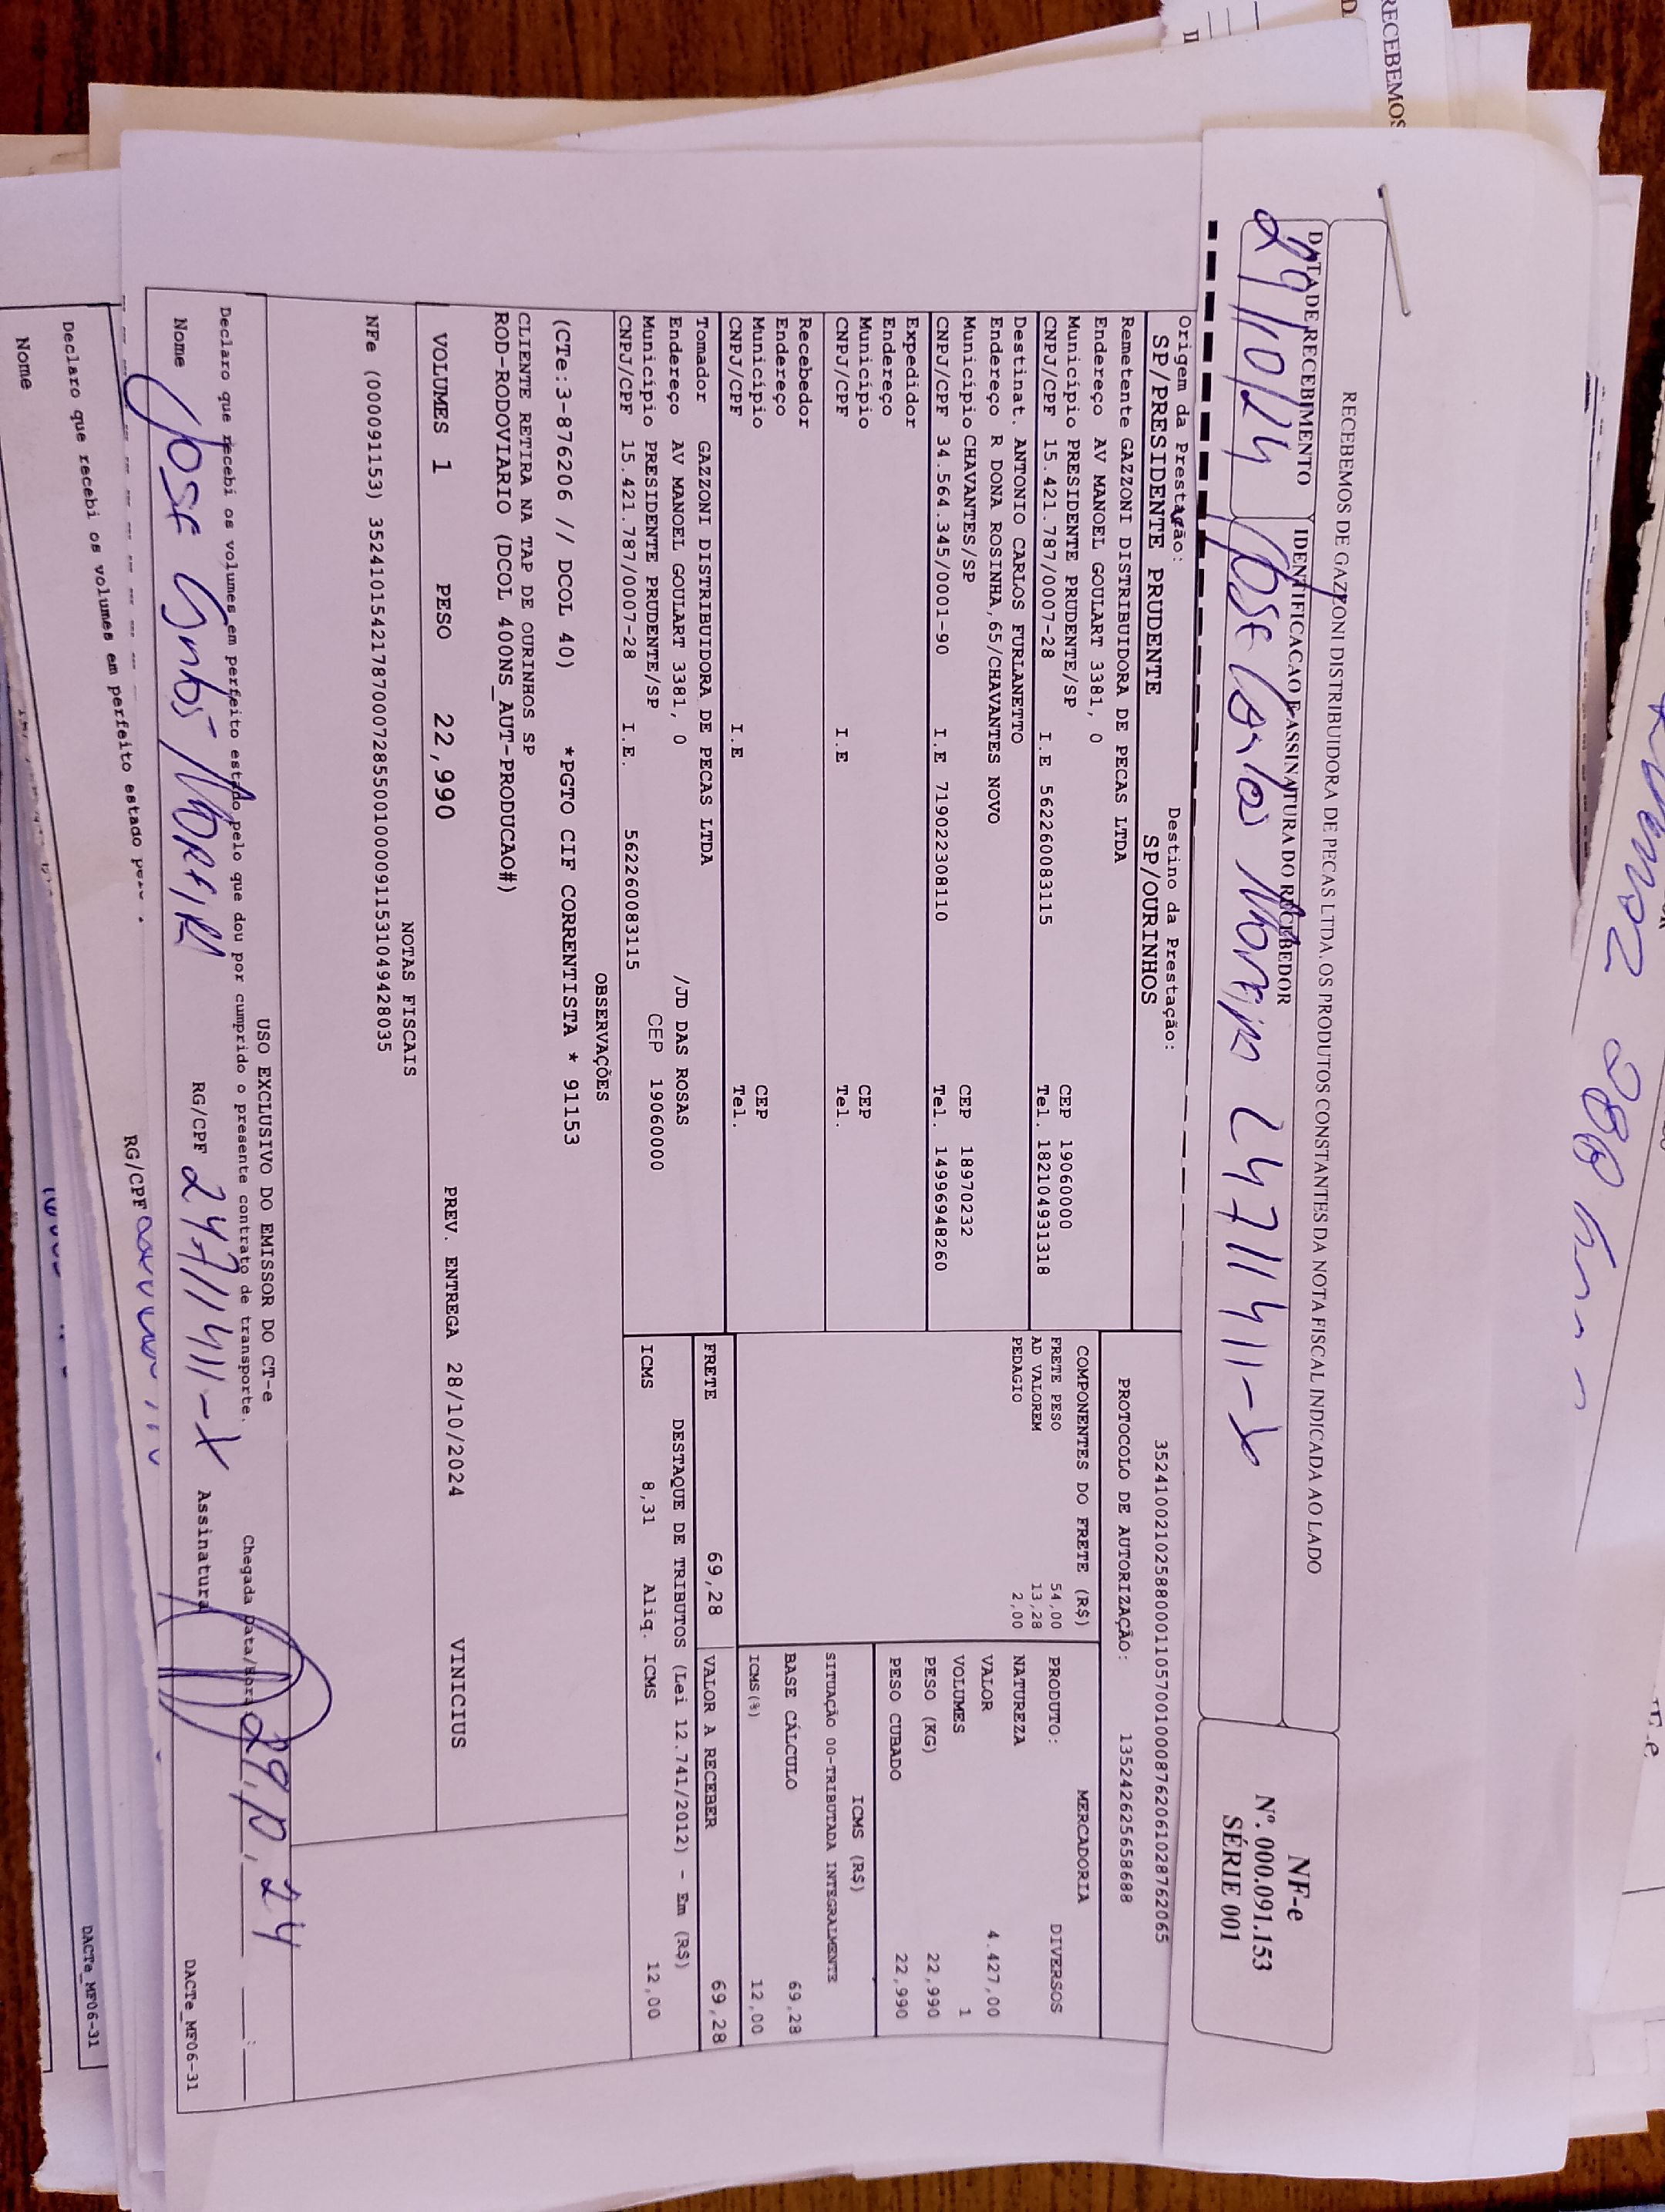 RECEBEMOS DE GAZZONI DISTRIBUIDORA DE PECAS LTDA. OS PRODUTOS CONSTANTES DA NOTA FISCAL INDICADA AO LADO
DATA DE RECEBIMENTO IDENTIFICACAO E ASSINATURA DO RECEBEDOR
29/10/24 José Carlos 2471411-X
NF-e
Nº. 000.091.153
SÉRIE 001
Origem da Prestação: Destino da Prestação:
SP/PRESIDENTE PRUDENTE SP/OURINHOS
Remetente GAZZONI DISTRIBUIDORA DE PECAS LTDA
Endereço AV MANOEL GOULART 3381, 0
Município PRESIDENTE PRUDENTE/SP CEP 19060000
CNPJ/CPF 15.421.787/0007-28 I.E 562260083115 Tel. 182104931318
Destinat. ANTONIO CARLOS FURLANETTO
Endereço R DONA ROSINHA, 65/CHAVANTES NOVO
Município CHAVANTES/SP CEP 18970232
CNPJ/CPF 34.564.345/0001-90 I.E 719022308110 Tel. 14996948260
Expedidor
Endereço
Município CEP
CNPJ/CPF I.E Tel.
Recebedor
Endereço
Município CEP
CNPJ/CPF I.E Tel.
Tomador GAZZONI DISTRIBUIDORA DE PECAS LTDA
Endereço AV MANOEL GOULART 3381, 0 /JD DAS ROSAS
Município PRESIDENTE PRUDENTE/SP CEP 19060000
CNPJ/CPF 15.421.787/0007-28 I.E. 562260083115
35241002102588000110570010008762061028762065
PROTOCOLO DE AUTORIZAÇÃO: 135242625658688
COMPONENTES DO FRETE (R$)
FRETE PESO 54,00
AD VALOREM 13,28
PEDAGIO 2,00
MERCADORIA
PRODUTO: DIVERSOS
NATUREZA
VALOR 4.427,00
VOLUMES 1
PESO (KG) 22,990
PESO CUBADO 22,990
ICMS (R$)
SITUAÇÃO 00-TRIBUTADA INTEGRALMENTE
BASE CÁLCULO 69,28
ICMS(%) 12,00
FRETE 69,28 VALOR A RECEBER 69,28
DESTAQUE DE TRIBUTOS (Lei 12.741/2012) - Em (R$)
ICMS 8,31 Aliq. ICMS 12,00
OBSERVAÇÕES
(CTe:3-876206 // DCOL 40) *PGTO CIF CORRENTISTA * 91153
CLIENTE RETIRA NA TAP DE OURINHOS SP
ROD-RODOVIARIO (DCOL 400NS_AUT-PRODUCAO#)
VOLUMES 1 PESO 22,990 PREV. ENTREGA 28/10/2024 VINICIUS
NOTAS FISCAIS
NFe (000091153) 35241015421787000728550010000911531049428035
USO EXCLUSIVO DO EMISSOR DO CT-e
Declaro que recebi os volumes em perfeito estado pelo que dou por cumprido o presente contrato de transporte. Chegada Data/Hora 29/10/24
Nome José RG/CPF 2471411-X Assinatura
DACTe_MF06-31
Declaro que recebi os volumes em perfeito estado
Nome RG/CPF
DACTe_MF06-31
RECEBEMOS